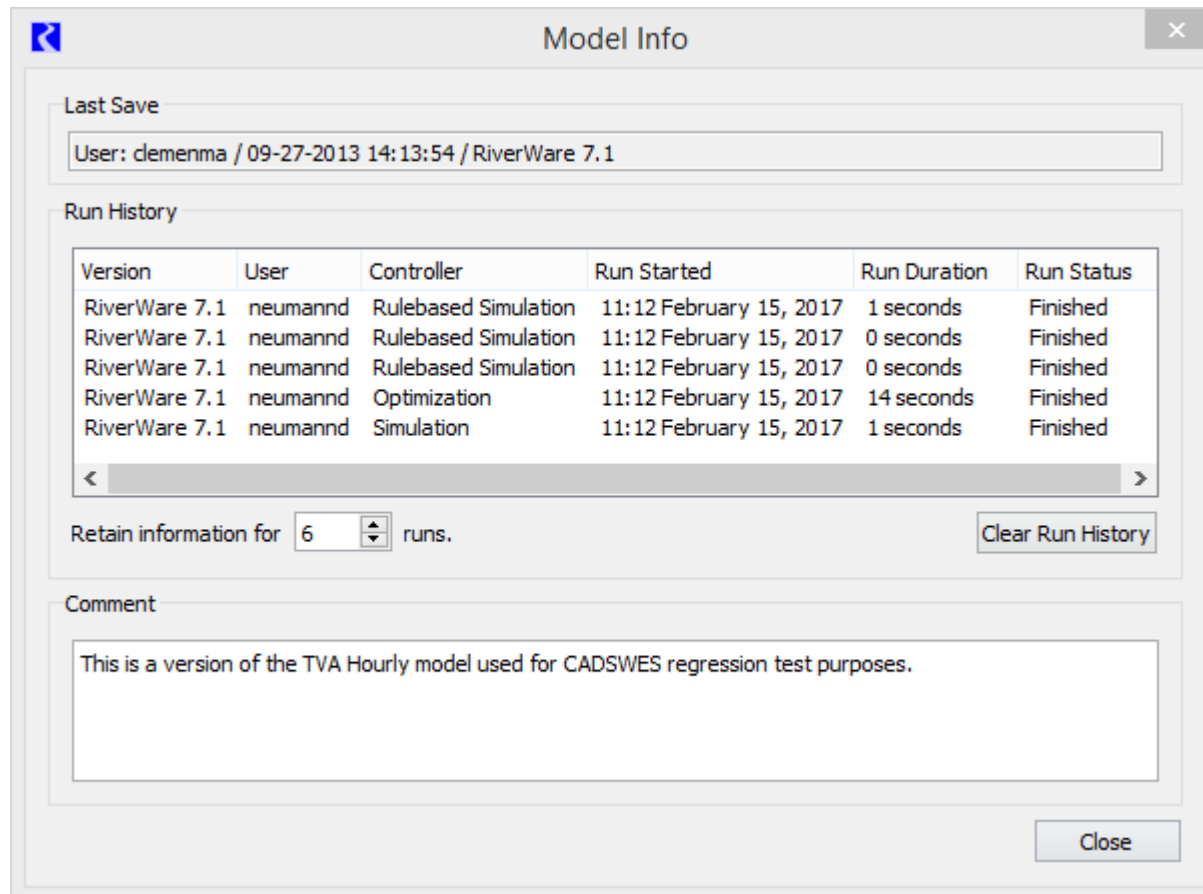 Model Info
Last Save
User: clemenma / 09-27-2013 14:13:54 / RiverWare 7.1
Run History
Version User Controller Run Started Run Duration Run Status
RiverWare 7.1 neumannd Rulebased Simulation 11:12 February 15, 2017 1 seconds Finished
RiverWare 7.1 neumannd Rulebased Simulation 11:12 February 15, 2017 0 seconds Finished
RiverWare 7.1 neumannd Rulebased Simulation 11:12 February 15, 2017 0 seconds Finished
RiverWare 7.1 neumannd Optimization 11:12 February 15, 2017 14 seconds Finished
RiverWare 7.1 neumannd Simulation 11:12 February 15, 2017 1 seconds Finished
Retain information for 6 runs. Clear Run History
Comment
This is a version of the TVA Hourly model used for CADSWES regression test purposes.
Close